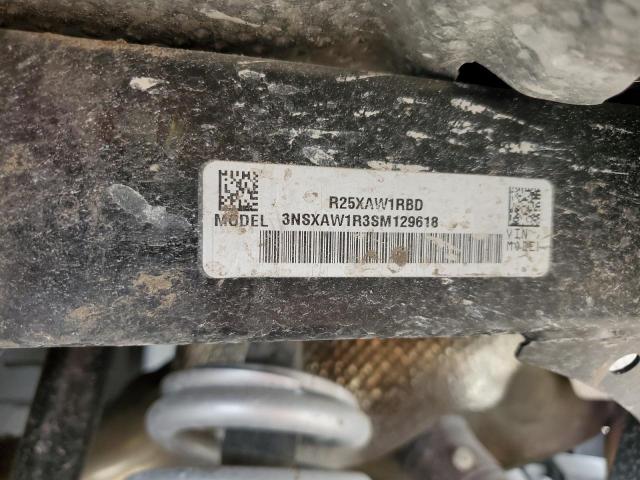 R25XAW1RBD
MODEL 3NSXAW1R3SM129618
VIN
MODEL